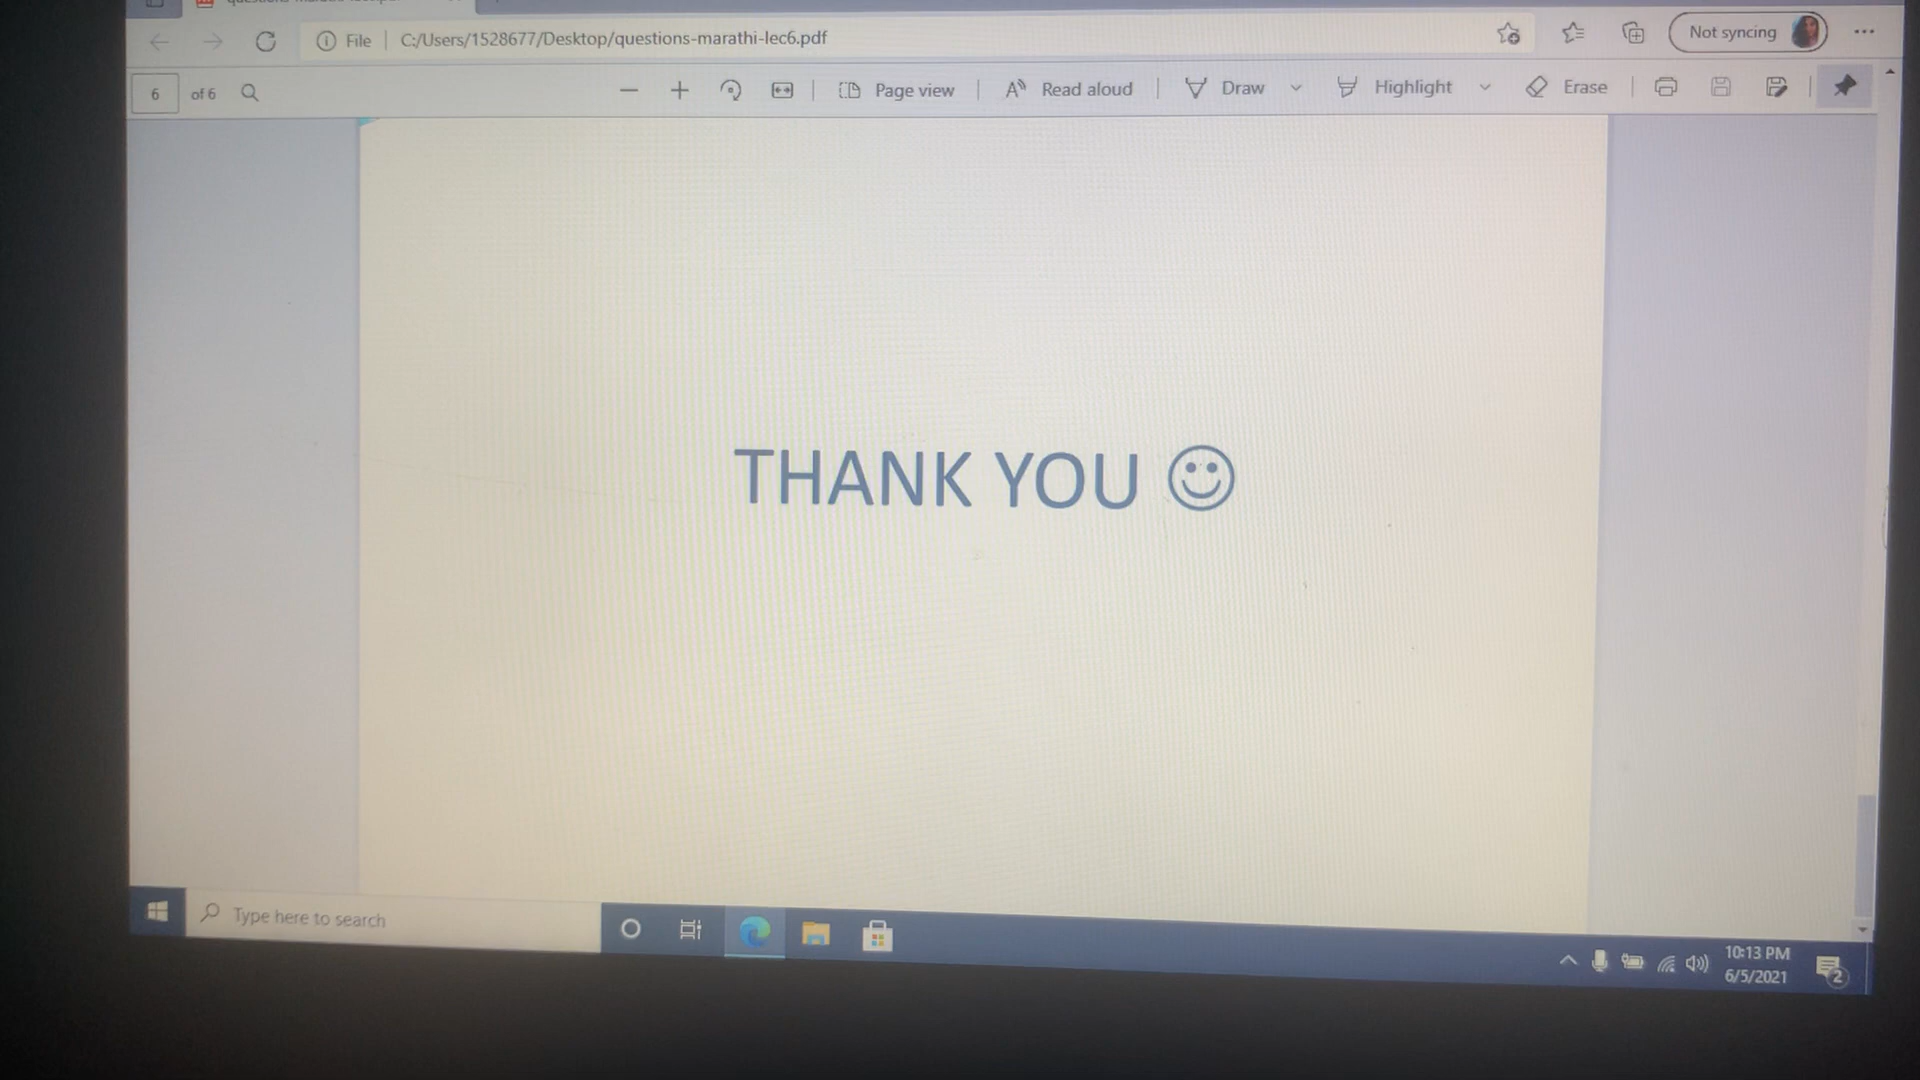 File C:/Users/1528677/Desktop/questions-marathi-lec6.pdf
Not syncing
6 of 6
Page view
Read aloud
Draw
Highlight
Erase
THANK YOU ☺
Type here to search
10:13 PM
6/5/2021
2